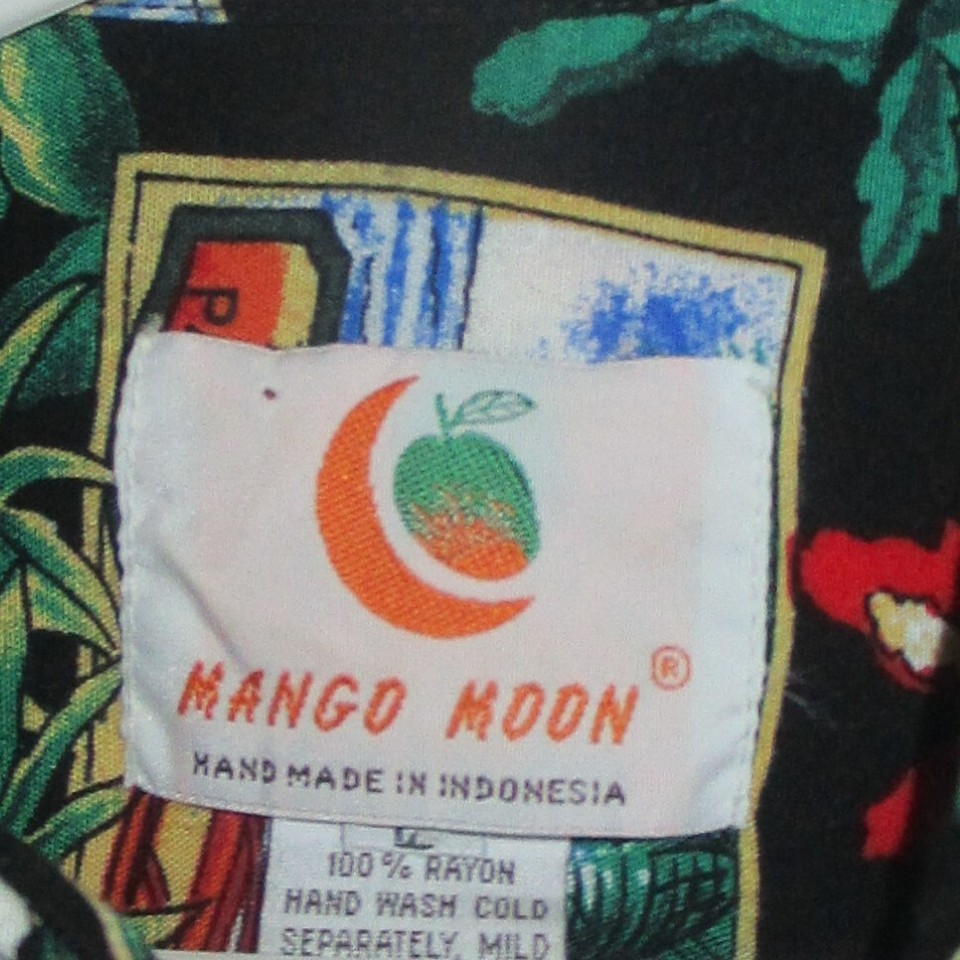 MANGO MOON®
HAND MADE IN INDONESIA
100% RAYON
HAND WASH COLD
SEPARATELY, MILD